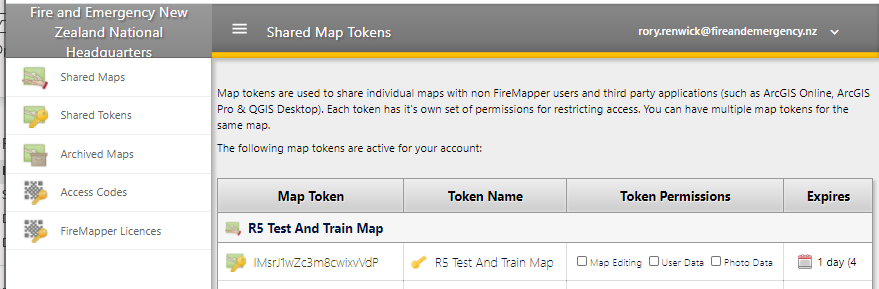 Fire and Emergency New
Zealand National
Headquarters
Shared Map Tokens
rory.renwick@fireandemergency.nz
Shared Maps
Shared Tokens
Archived Maps
Access Codes
FireMapper Licences
Map tokens are used to share individual maps with non FireMapper users and third party applications (such as ArcGIS Online, ArcGIS
Pro & QGIS Desktop). Each token has it's own set of permissions for restricting access. You can have multiple map tokens for the
same map.
The following map tokens are active for your account:
Map Token Token Name Token Permissions Expires
R5 Test And Train Map
R5 Test And Train Map Map Editing User Data Photo Data 1 day (4